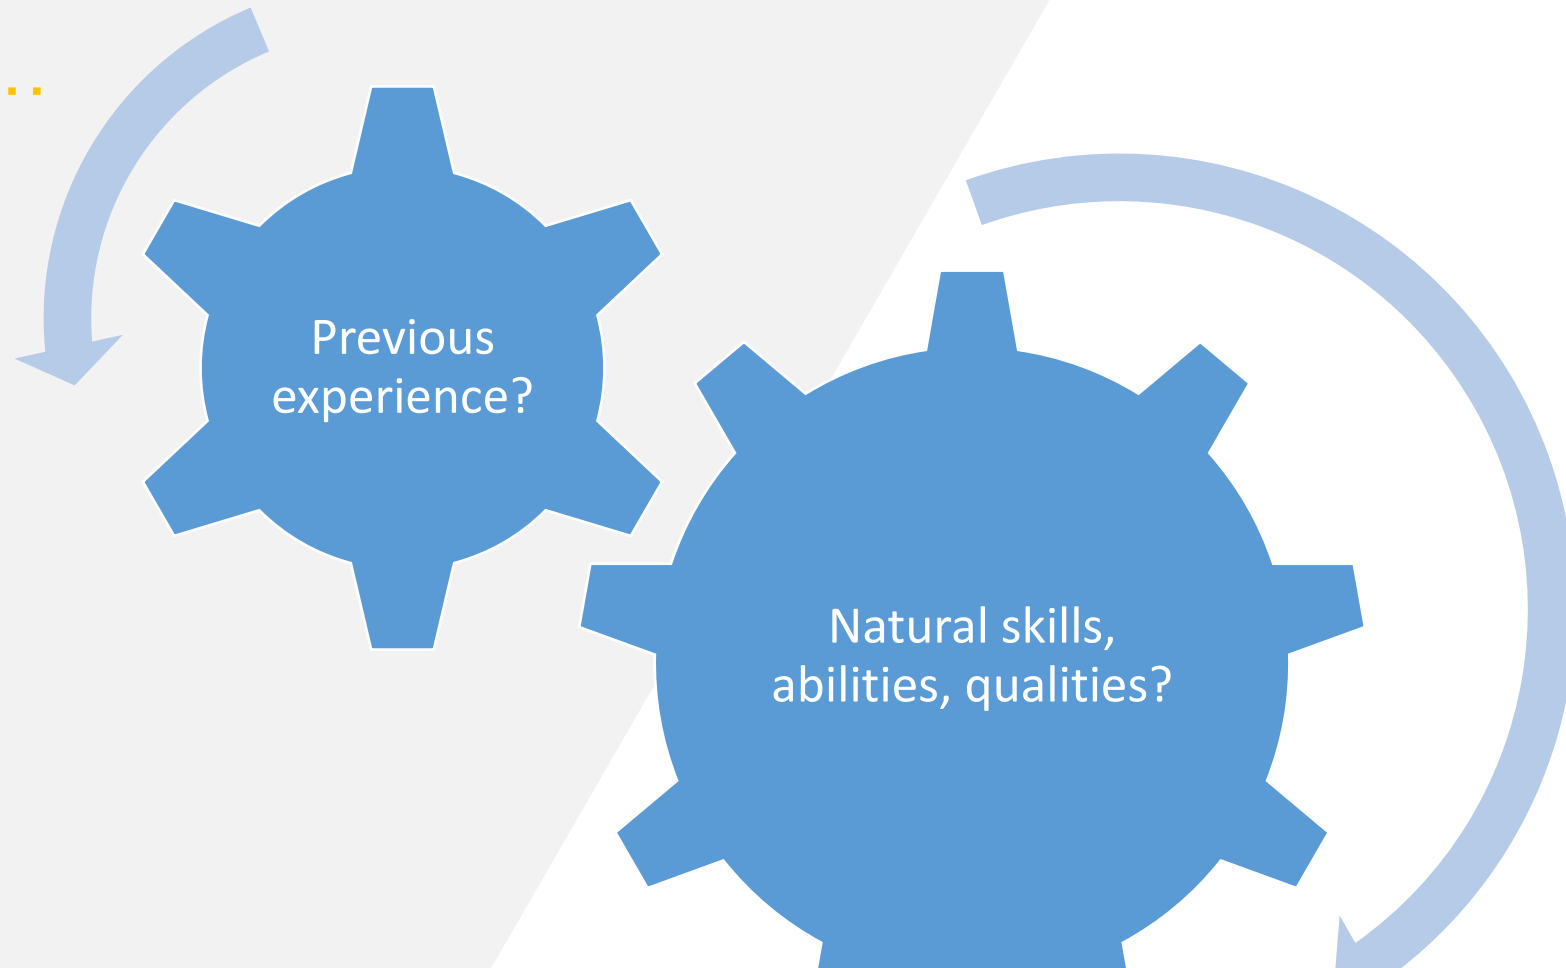 ..
Previous
experience?
Natural skills,
abilities, qualities?